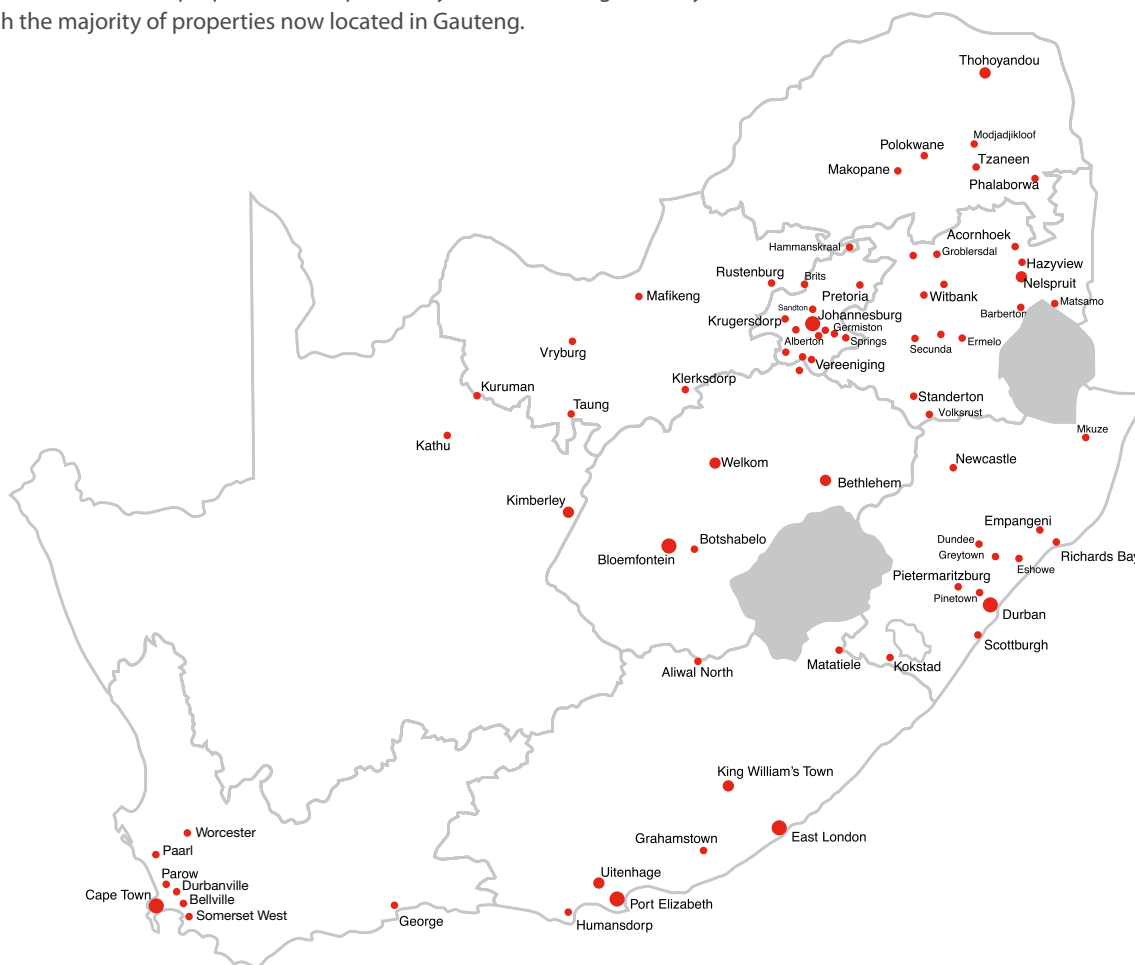 h the majority of properties now located in Gauteng.
Thohoyandou
Modjadjikloof
Polokwane
Tzaneen
Makopane
Phalaborwa
Acornhoek
Hammanskraal
Groblersdal
Hazyview
Rustenburg
Brits
Nelspruit
Mafikeng
Pretoria
Witbank
Matsamo
Sandton
Barberton
Johannesburg
Krugersdorp
Germiston
Alberton
Springs
Ermelo
Secunda
Vryburg
Vereeniging
Klerksdorp
Kuruman
Standerton
Taung
Volksrust
Mkuze
Kathu
Newcastle
Welkom
Bethlehem
Kimberley
Empangeni
Botshabelo
Dundee
Bloemfontein
Greytown
Richards Bay
Eshowe
Pietermaritzburg
Pinetown
Durban
Scottburgh
Matatiele
Kokstad
Aliwal North
King William's Town
Worcester
Grahamstown
East London
Paarl
Parow
Uitenhage
Durbanville
Cape Town
Bellville
Port Elizabeth
Somerset West
George
Humansdorp